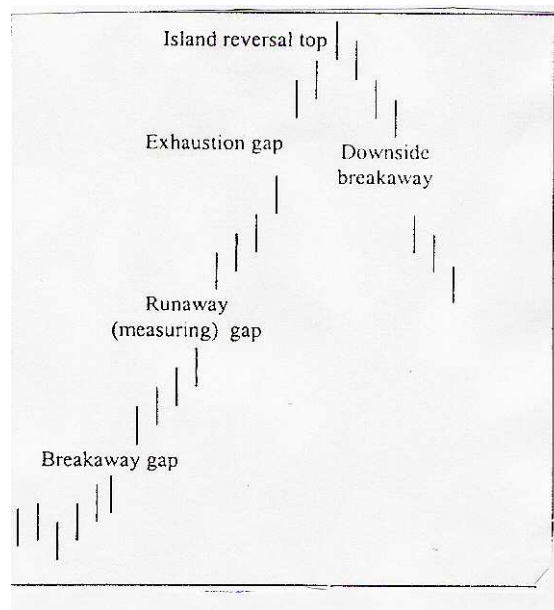 Island reversal top
Exhaustion gap
Downside
breakaway
Runaway
(measuring) gap
Breakaway gap